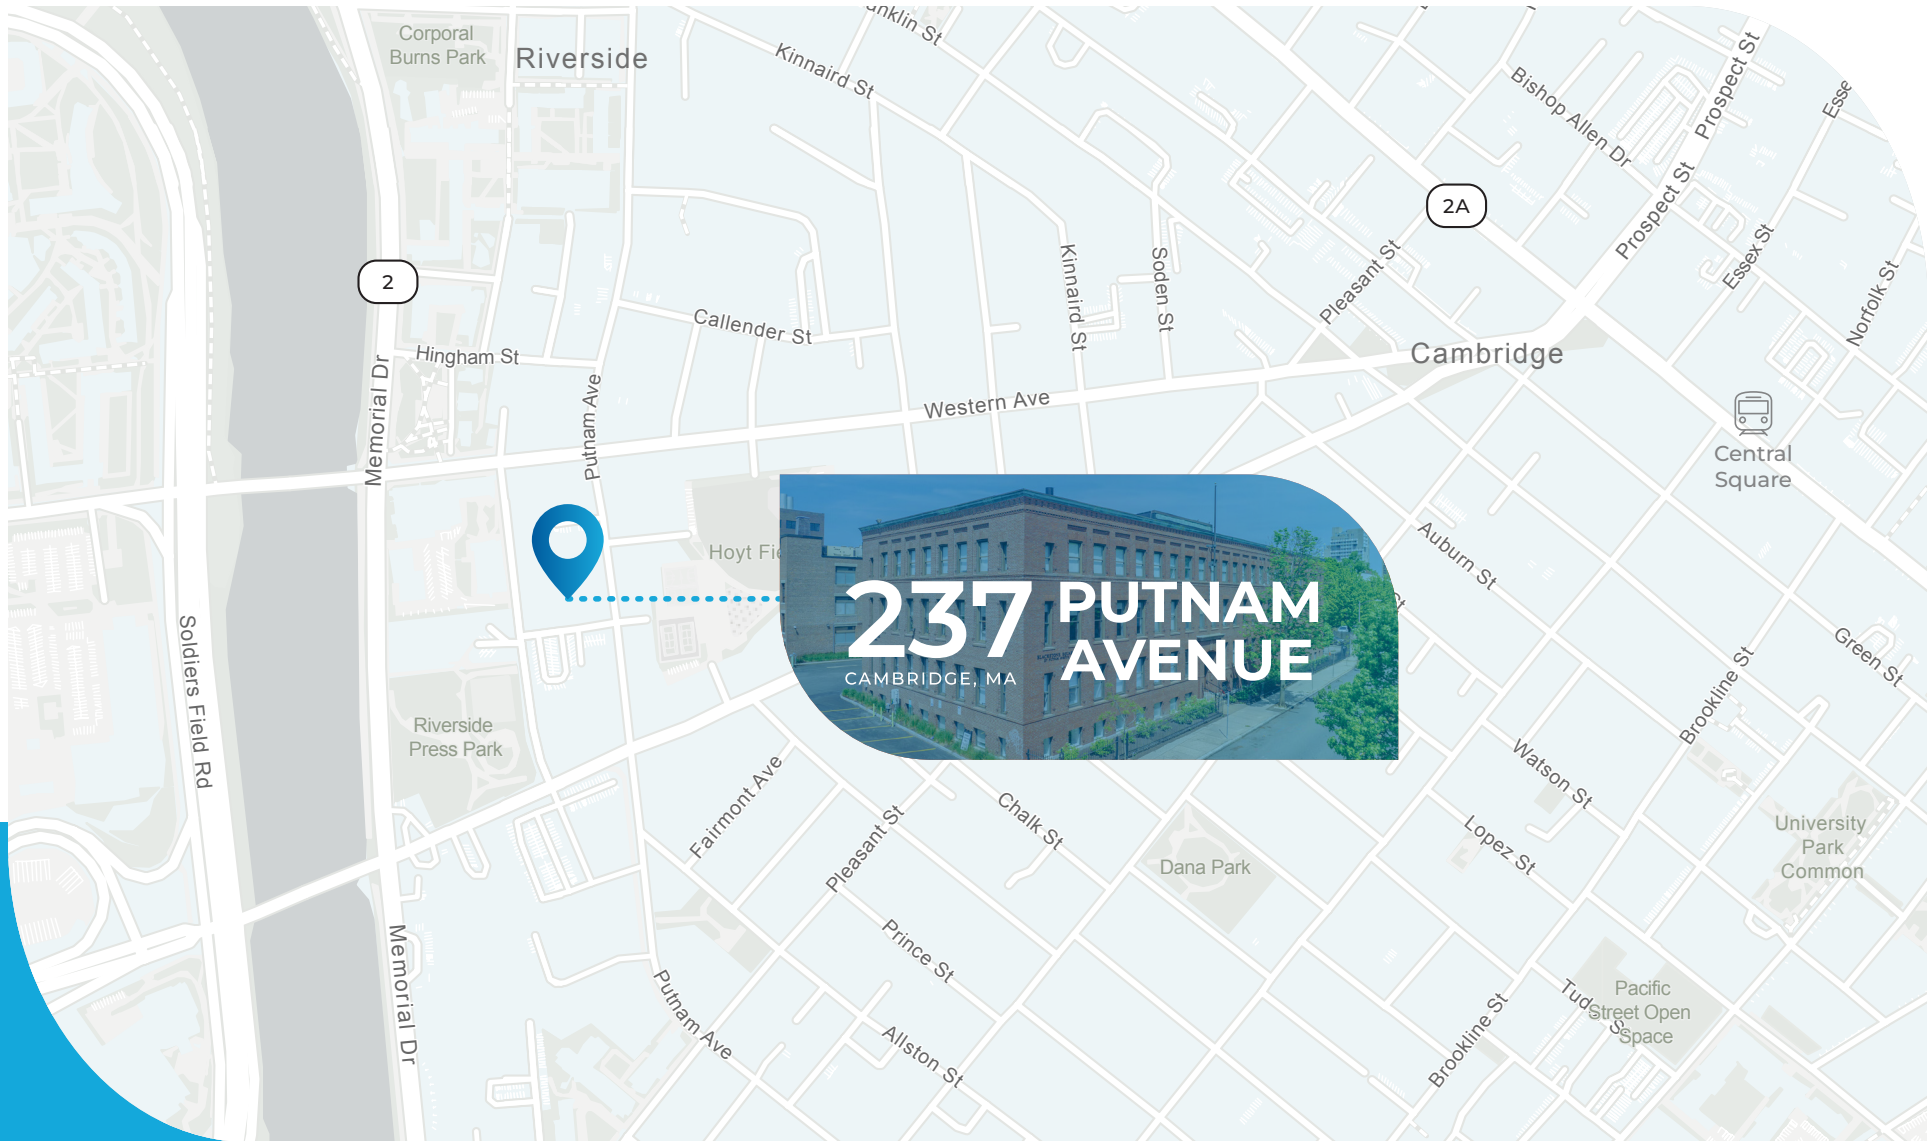 Corporal
Burns Park
Riverside
Kinnaird St
Bishop Allen Dr
Prospect St
Prospect St
2A
2
Kinnaird St
Soden St
Pleasant St
Essex St
Norfolk St
Callender St
Hingham St
Cambridge
Memorial Dr
Putnam Ave
Western Ave
Central
Square
Hoyt
Auburn St
237 PUTNAM
AVENUE
CAMBRIDGE, MA
Soldiers Field Rd
Green St
Brookline St
Riverside
Press Park
Watson St
Fairmont Ave
Pleasant St
Chalk St
Dana Park
Lopez St
University
Park
Common
Memorial Dr
Prince St
Putnam Ave
Allston St
Brookline St
Pacific
Street Open
Space